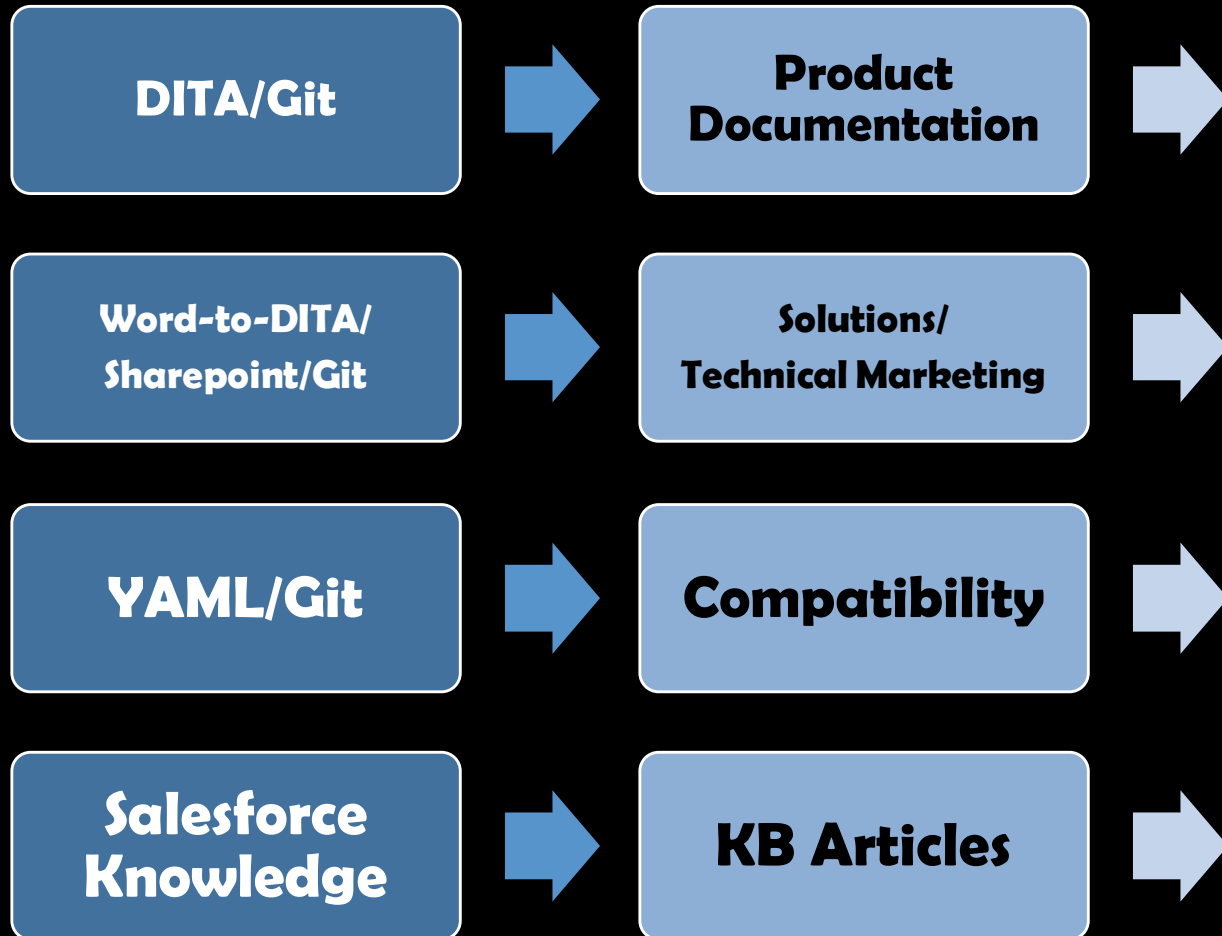 DITA/Git
Product
Documentation
Word-to-DITA/
Sharepoint/Git
Solutions/
Technical Marketing
YAML/Git
Compatibility
Salesforce
Knowledge
KB Articles